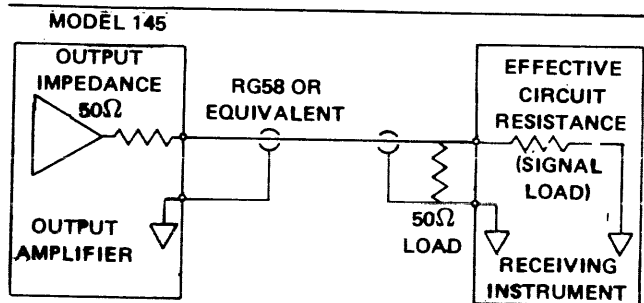 MODEL 145
OUTPUT
IMPEDANCE
50Ω
OUTPUT
AMPLIFIER
RG58 OR
EQUIVALENT
50Ω
LOAD
EFFECTIVE
CIRCUIT
RESISTANCE
(SIGNAL
LOAD)
RECEIVING
INSTRUMENT